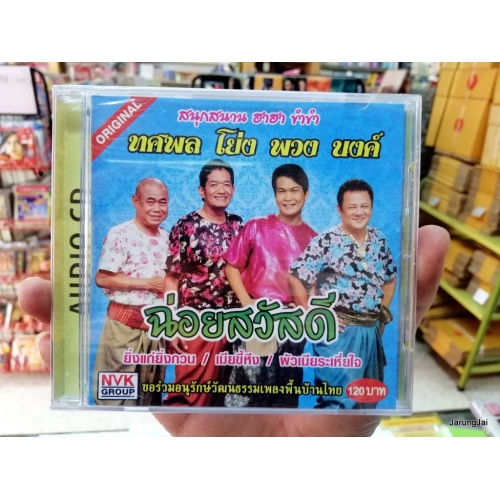 ORIGINAL
สนุกสนาน ฮาฮา ขำขำ
ทศพล โย่ง พวง นงค์
AUDIO CD
ฉ่อยสวัสดี
ยิ่งแก่ยิ่งกวน / เมียขี้หึง / ผัวเมียระเหี่ยใจ
NVK
GROUP
ขอร่วมอนุรักษ์วัฒนธรรมเพลงพื้นบ้านไทย
120 บาท
JarungJai